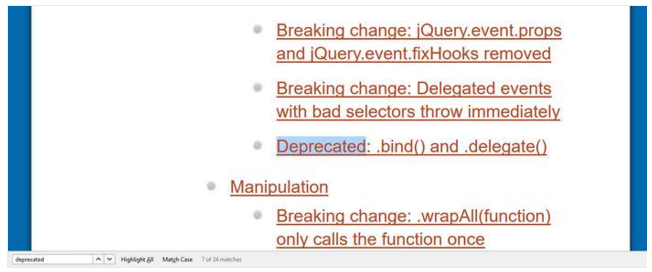 Breaking change: jQuery.event.props
and jQuery.event.fixHooks removed
Breaking change: Delegated events
with bad selectors throw immediately
Deprecated: .bind() and .delegate()
Manipulation
Breaking change: .wrapAll(function)
only calls the function once
deprecated Highlight All Match Case 7 of 24 matches